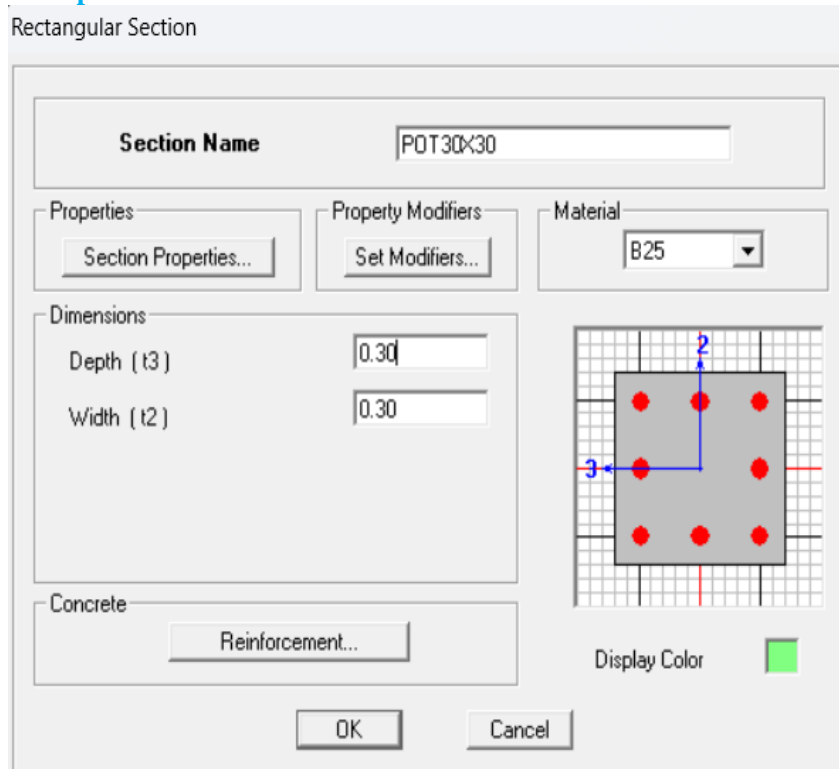 Rectangular Section
Section Name
POT30X30
Properties
Section Properties...
Property Modifiers
Set Modifiers...
Material
B25
Dimensions
Depth ( t3 )
0.30
Width ( t2 )
0.30
2
3
Concrete
Reinforcement...
Display Color
OK
Cancel